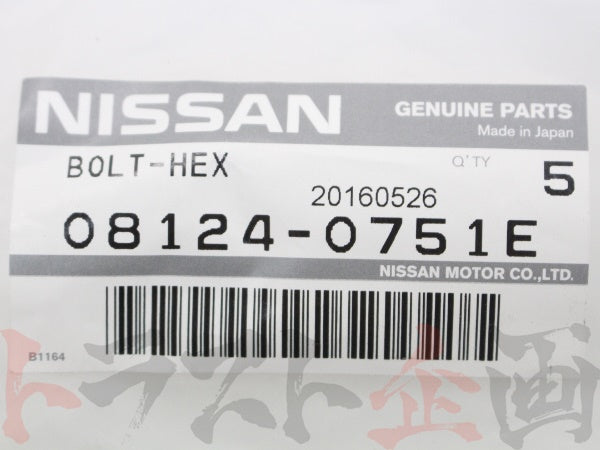 NISSAN
GENUINE PARTS
Made in Japan
BOLT-HEX
Q'TY 5
20160526
08124-0751E
NISSAN MOTOR CO.,LTD.
B1164
トラスト企画